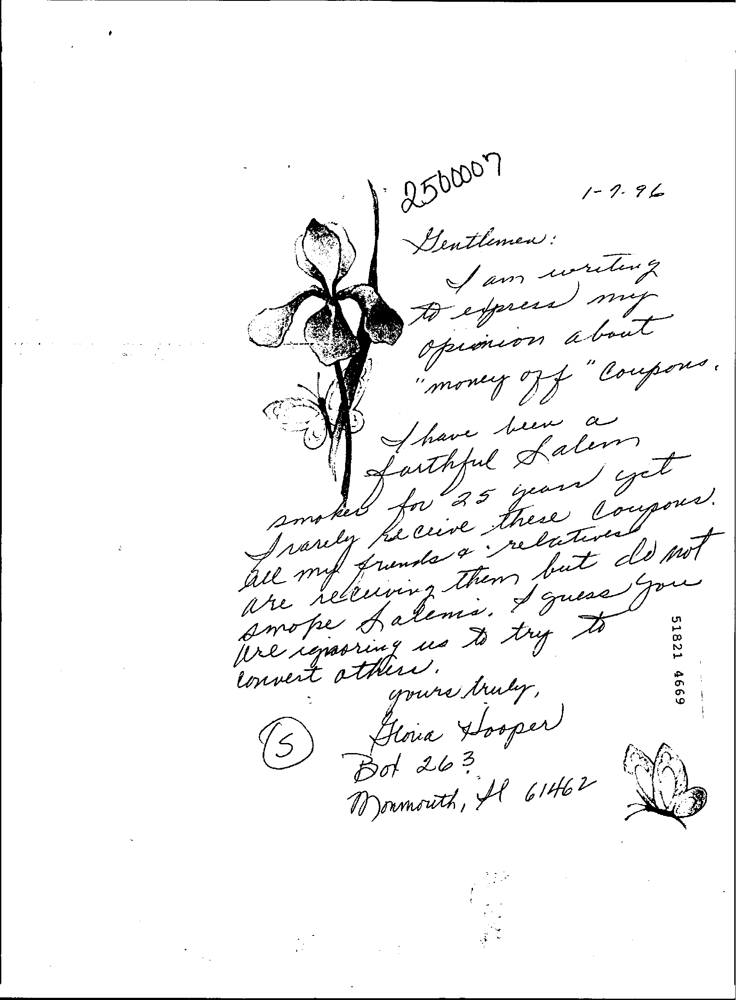 2500007
1-7-96
Gentlemen:
I am writing
to express my
opinion about
"money off" Coupons.
I have been a
faithful Salem
smoker for 25 years yet
I rarely receive these Coupons.
All my friends & relatives
are receiving them but do not
smoke Salems. I guess you
are ignoring us to try to
convert others.
yours truly,
Gloria Hooper
Box 263
Monmouth, Il 61462
S
51821 4669